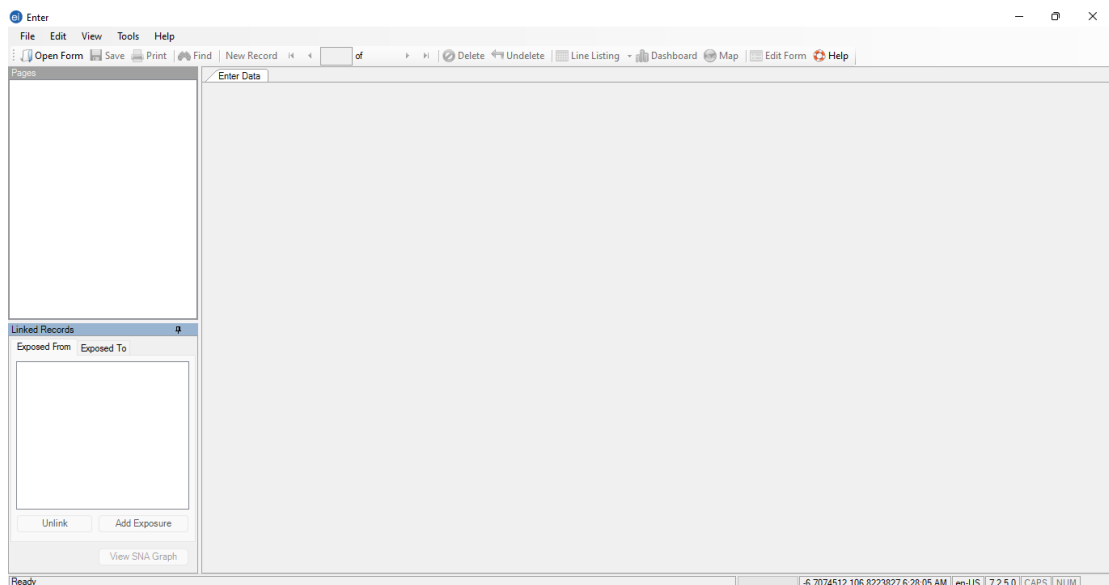 ei Enter
File Edit View Tools Help
Open Form Save Print Find New Record of Delete Undelete Line Listing Dashboard Map Edit Form Help
Pages
Enter Data
Linked Records
Exposed From Exposed To
Unlink Add Exposure
View SNA Graph
Ready -6.7074512,106.8223827 6:28:05 AM en-US 7.2.5.0 CAPS NUM